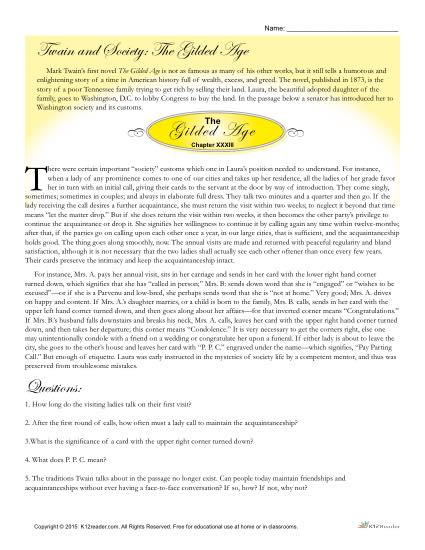 Name: ____________________
Twain and Society: The Gilded Age
Mark Twain's first novel The Gilded Age is not as famous as many of his other works, but it still tells a humorous and
enlightening story of a time in American history full of wealth, excess, and greed. The novel, published in 1873, is the
story of a poor Tennessee family trying to get rich by selling their land. Laura, the beautiful adopted daughter of the
family, goes to Washington, D.C. to lobby Congress to buy the land. In the passage below a senator has introduced her to
Washington society and its customs.
The
Gilded Age
Chapter XXXIII
There were certain important "society" customs which one in Laura's position needed to understand. For instance,
when a lady of any prominence comes to one of our cities and takes up her residence, all the ladies of her grade favor
her in turn with an initial call, giving their cards to the servant at the door by way of introduction. They come singly,
sometimes; sometimes in couples; and always in elaborate full dress. They talk two minutes and a quarter and then go. If the
lady receiving the call desires a further acquaintance, she must return the visit within two weeks; to neglect it beyond that time
means "let the matter drop." But if she does return the visit within two weeks, it then becomes the other party's privilege to
continue the acquaintance or drop it. She signifies her willingness to continue it by calling again any time within twelve-months;
after that, if the parties go on calling upon each other once a year, in our large cities, that is sufficient, and the acquaintanceship
holds good. The thing goes along smoothly, now. The annual visits are made and returned with peaceful regularity and bland
satisfaction, although it is not necessary that the two ladies shall actually see each other oftener than once every few years.
Their cards preserve the intimacy and keep the acquaintanceship intact.
For instance, Mrs. A. pays her annual visit, sits in her carriage and sends in her card with the lower right hand corner
turned down, which signifies that she has "called in person;" Mrs. B: sends down word that she is "engaged" or "wishes to be
excused"—or if she is a Parvenu and low-bred, she perhaps sends word that she is "not at home." Very good; Mrs. A. drives
on happy and content. If Mrs. A.'s daughter marries, or a child is born to the family, Mrs. B. calls, sends in her card with the
upper left hand corner turned down, and then goes along about her affairs—for that inverted corner means "Congratulations."
If Mrs. B.'s husband falls downstairs and breaks his neck, Mrs. A. calls, leaves her card with the upper right hand corner turned
down, and then takes her departure; this corner means "Condolence." It is very necessary to get the corners right, else one
may unintentionally condole with a friend on a wedding or congratulate her upon a funeral. If either lady is about to leave the
city, she goes to the other's house and leaves her card with "P. P. C." engraved under the name—which signifies, "Pay Parting
Call." But enough of etiquette. Laura was early instructed in the mysteries of society life by a competent mentor, and thus was
preserved from troublesome mistakes.
Questions:
1. How long do the visiting ladies talk on their first visit?
2. After the first round of calls, how often must a lady call to maintain the acquaintanceship?
3.What is the significance of a card with the upper right corner turned down?
4. What does P. P. C. mean?
5. The traditions Twain talks about in the passage no longer exist. Can people today maintain friendships and
acquaintanceships without ever having a face-to-face conversation? If so, how? If not, why not?
Copyright © 2015 K12reader.com. All Rights Reserved. Free for educational use at home or in classrooms.
K12Reader